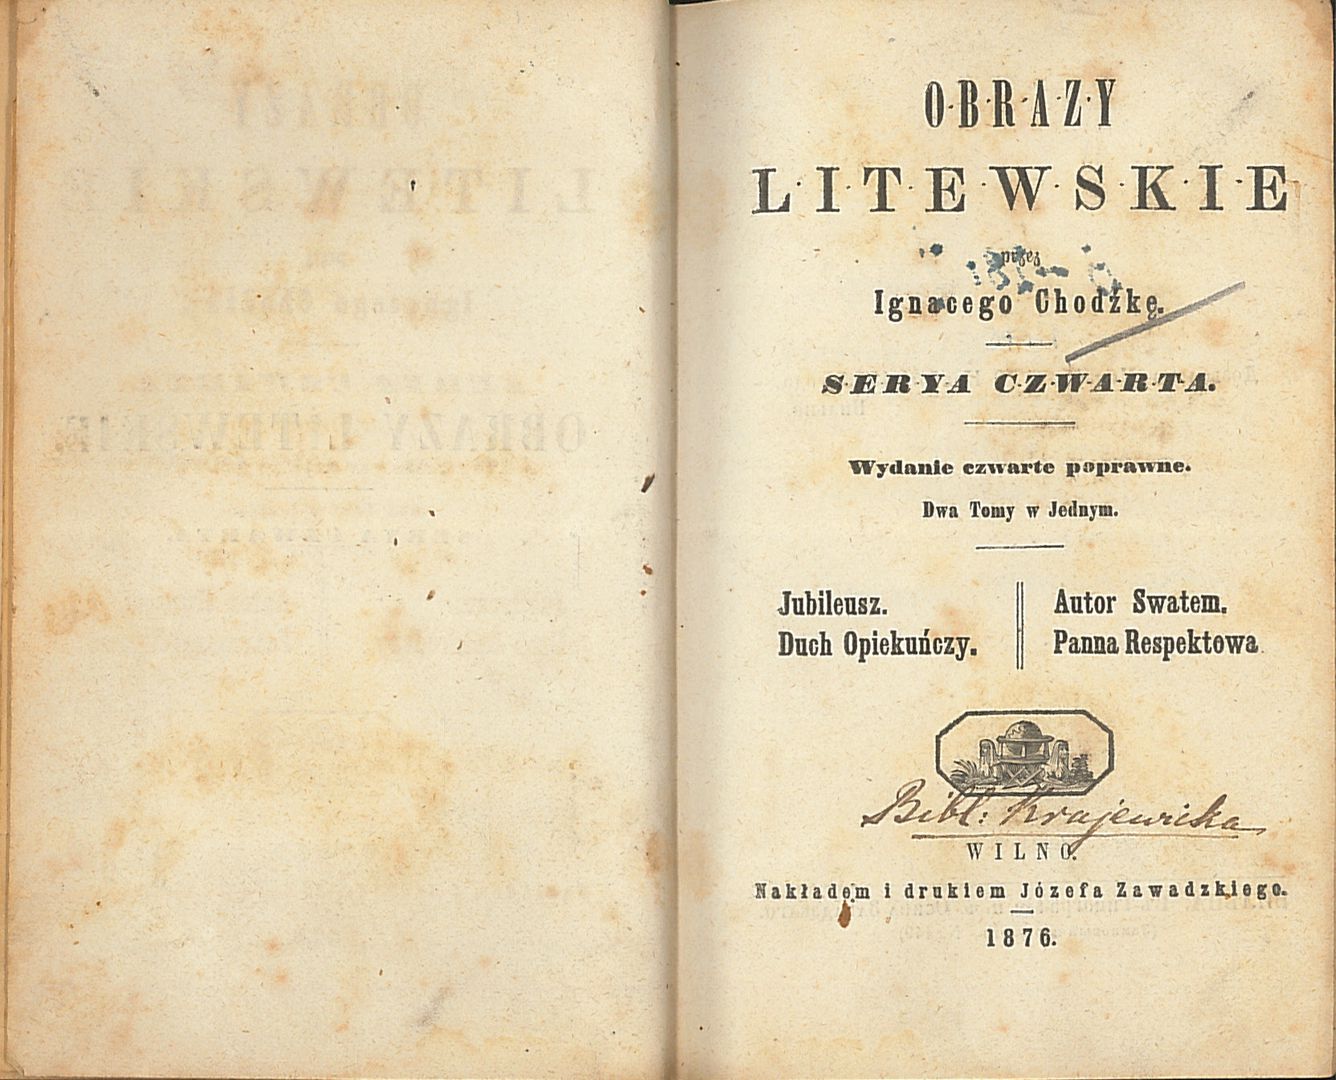 OBRAZY
LITEWSKIE
przez
Ignacego Chodźkę.
SERYA CZWARTA.
Wydanie czwarte poprawne.
Dwa Tomy w Jednym.
Jubileusz.
Duch Opiekuńczy.
Autor Swatem.
Panna Respektowa
Bibl: Krajewska
WILNO.
Nakładem i drukiem Józefa Zawadzkiego.
1876.